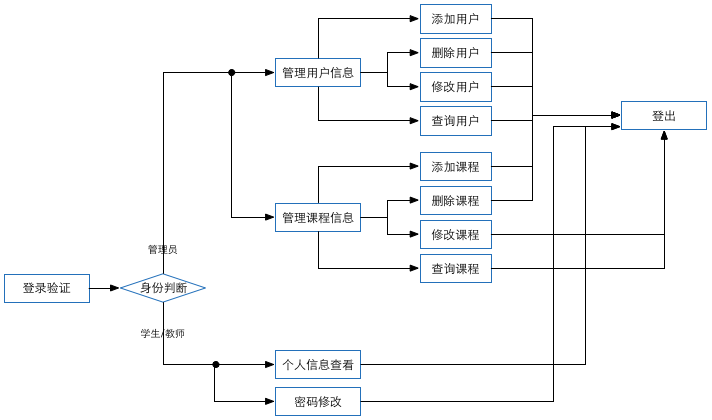 添加用户
删除用户
管理用户信息
修改用户
查询用户
登出
添加课程
删除课程
管理课程信息
修改课程
管理员
查询课程
登录验证
身份判断
学生/教师
个人信息查看
密码修改